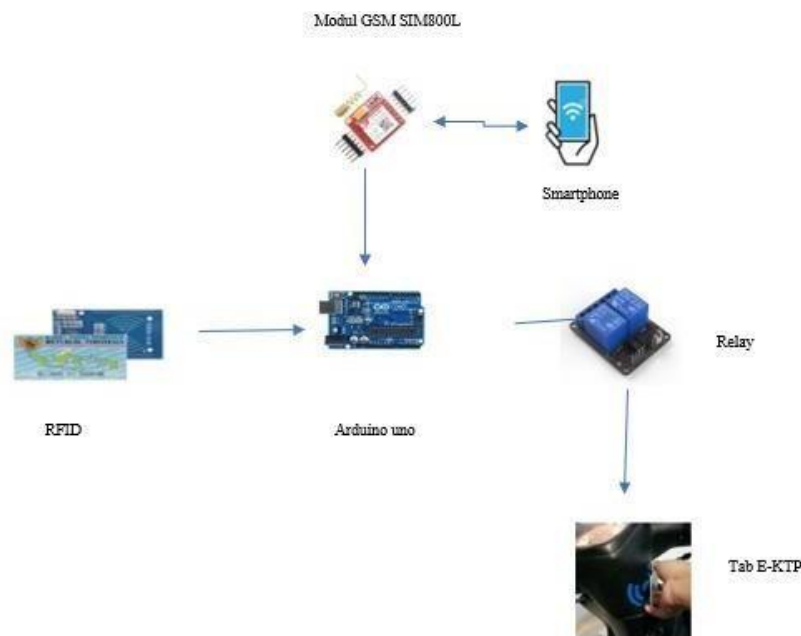 Modul GSM SIM800L
Smartphone
Relay
RFID
Arduino uno
Tab E-KTP